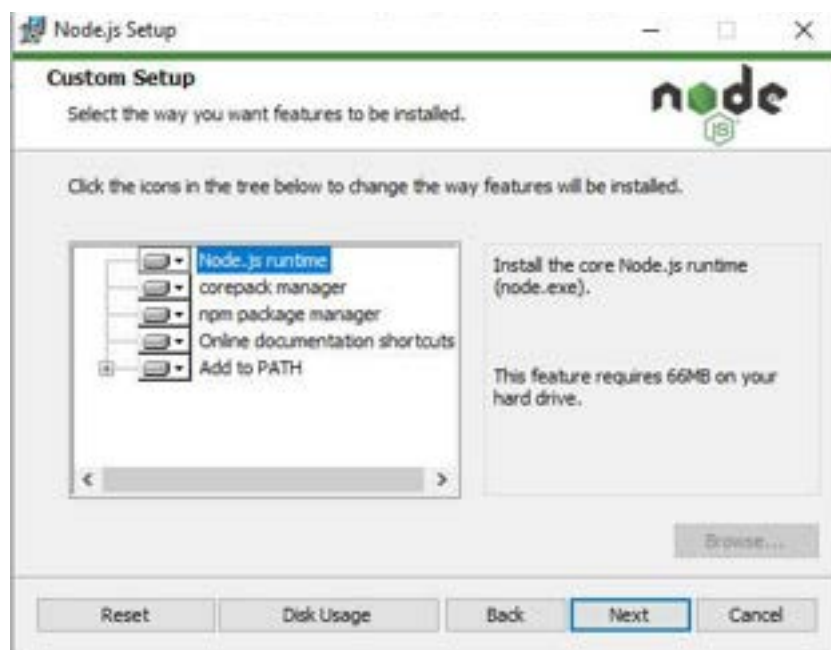 Node.js Setup
Custom Setup
Select the way you want features to be installed.
node
JS
Click the icons in the tree below to change the way features will be installed.
Node.js runtime
corepack manager
npm package manager
Online documentation shortcuts
Add to PATH
Install the core Node.js runtime
(node.exe).
This feature requires 66MB on your
hard drive.
Browse...
Reset
Disk Usage
Back
Next
Cancel